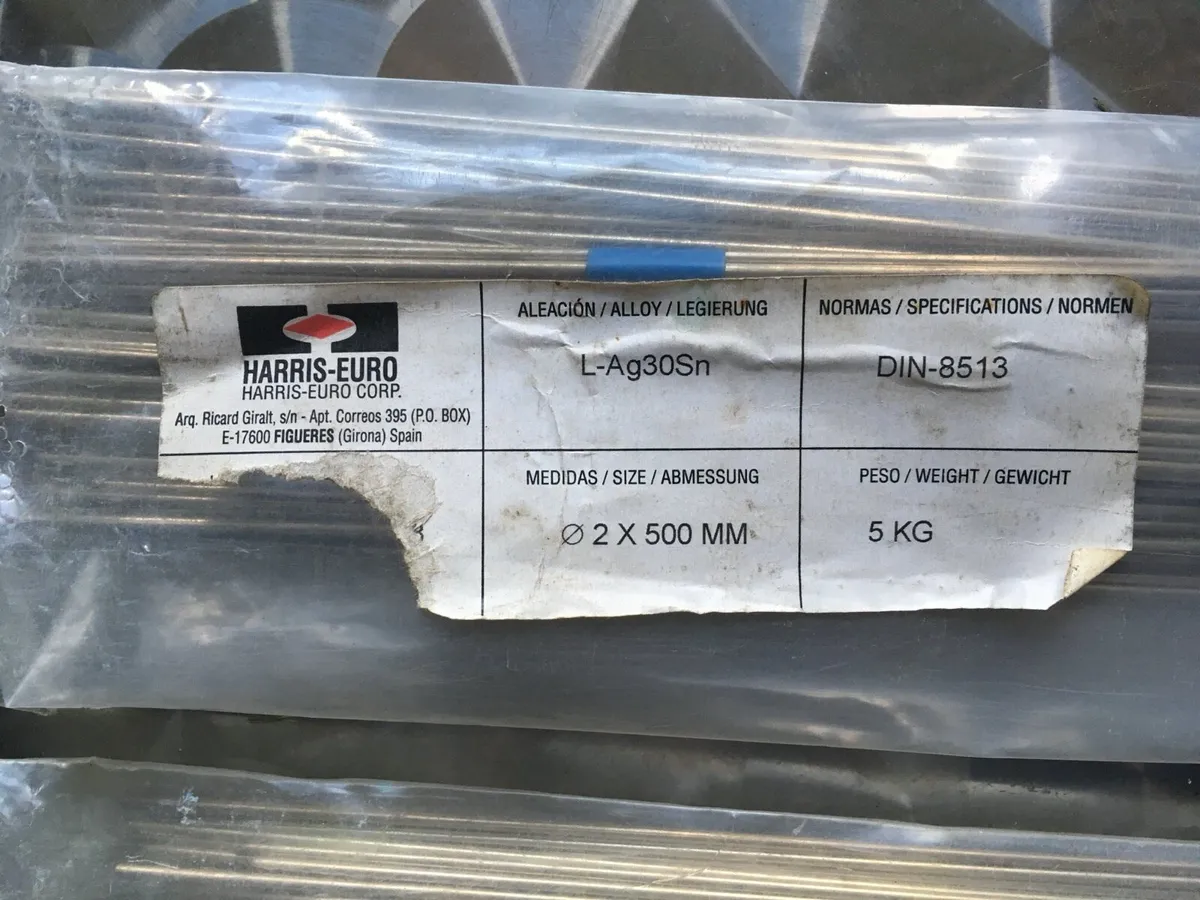 HARRIS-EURO
HARRIS-EURO CORP.
Arq. Ricard Giralt, s/n - Apt. Correos 395 (P.O. BOX)
E-17600 FIGUERES (Girona) Spain
ALEACIÓN / ALLOY / LEGIERUNG
L-Ag30Sn
NORMAS / SPECIFICATIONS / NORMEN
DIN-8513
MEDIDAS / SIZE / ABMESSUNG
∅ 2 X 500 MM
PESO / WEIGHT / GEWICHT
5 KG